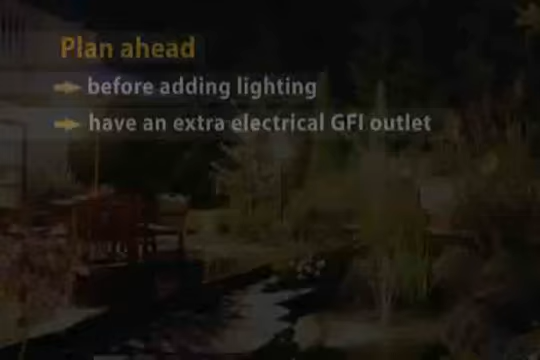 Plan ahead
before adding lighting
have an extra electrical GFI outlet